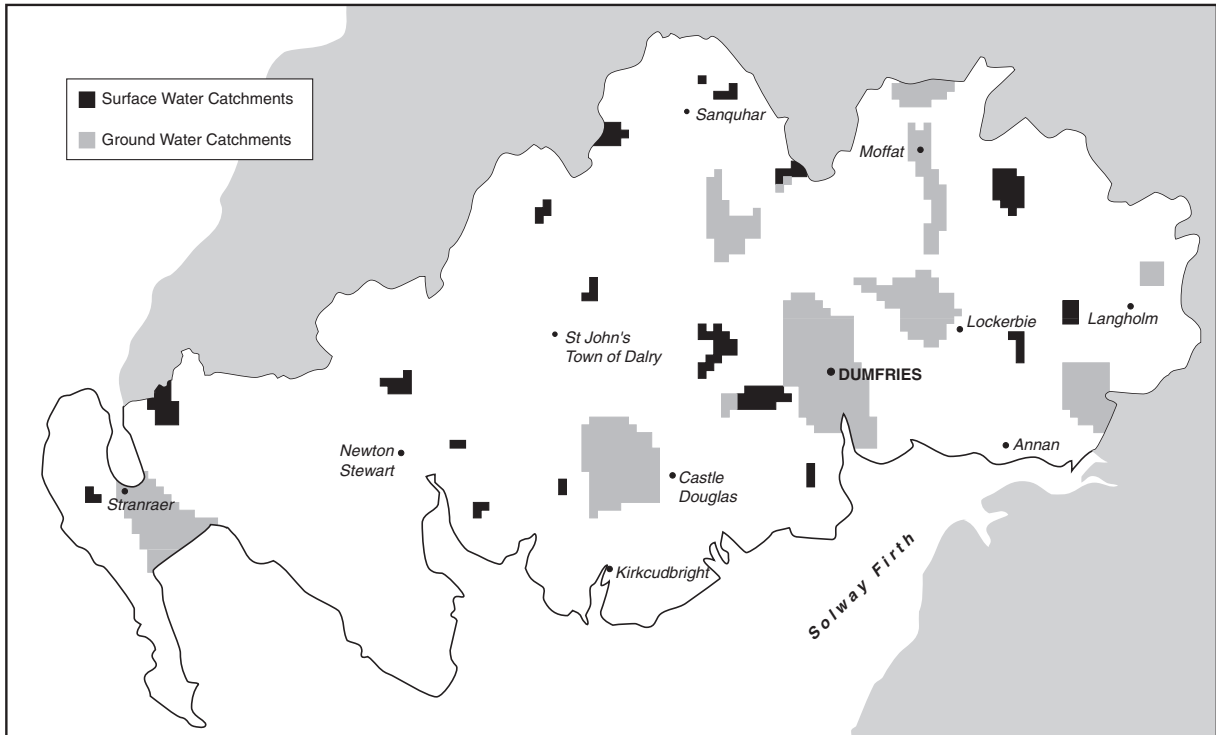 Surface Water Catchments
Ground Water Catchments
Sanquhar
Moffat
St John's
Town of Dalry
Lockerbie
Langholm
DUMFRIES
Newton
Stewart
Annan
Castle
Douglas
Stranraer
Kirkcudbright
Solway Firth